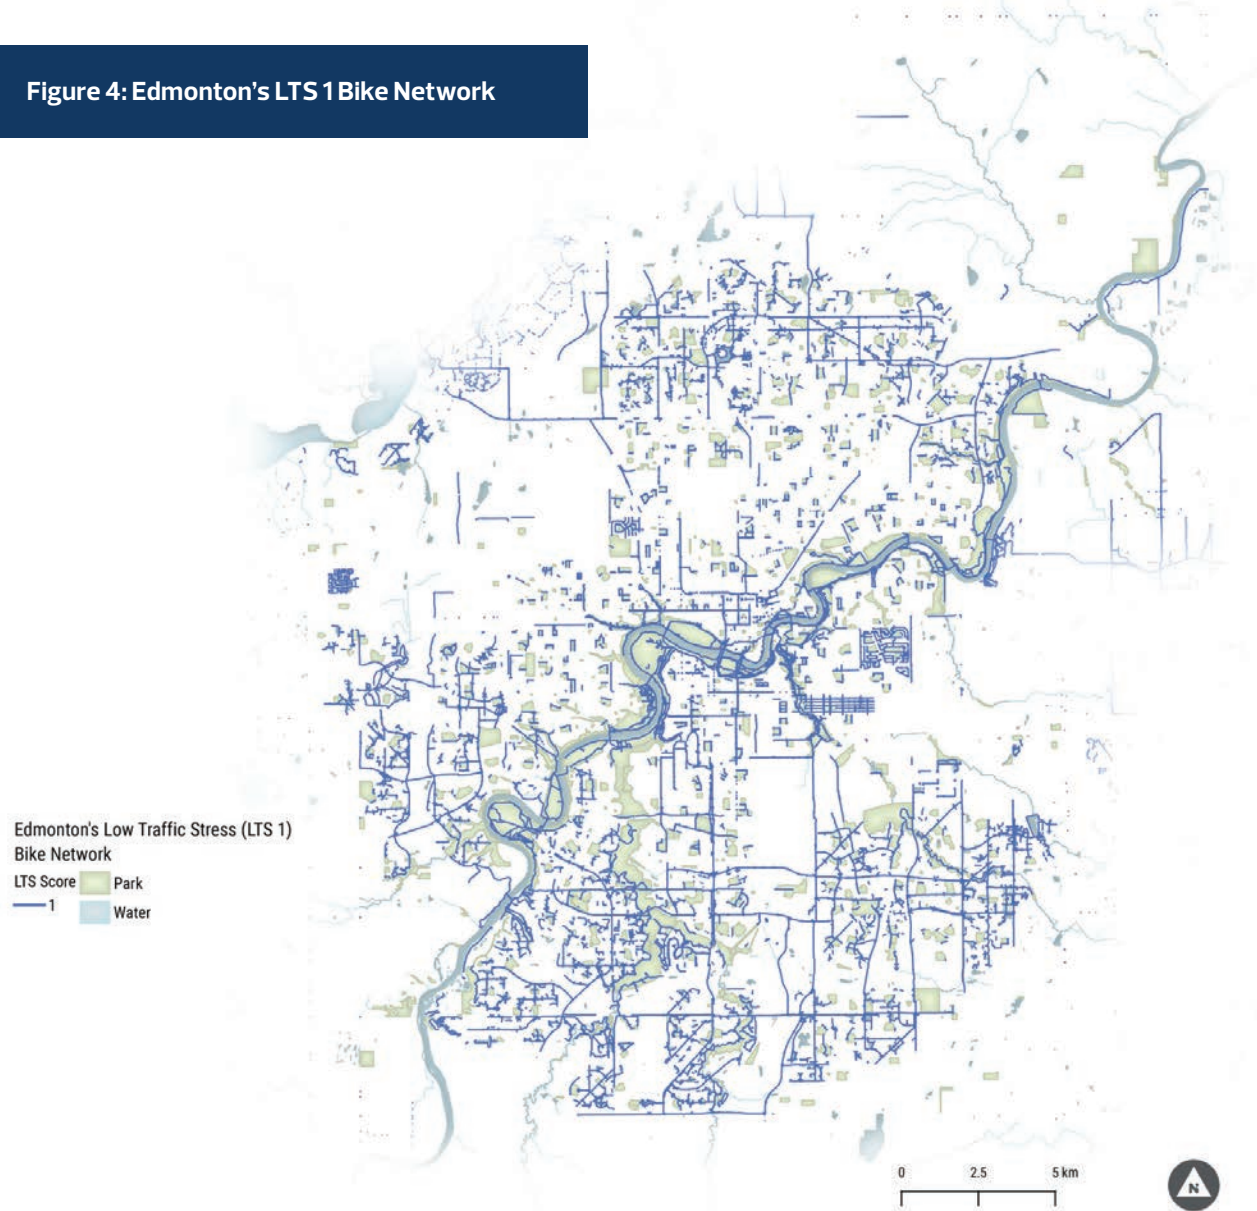 Figure 4: Edmonton's LTS 1 Bike Network
Edmonton's Low Traffic Stress (LTS 1)
Bike Network
LTS Score
Park
1
Water
0 2.5 5 km
N